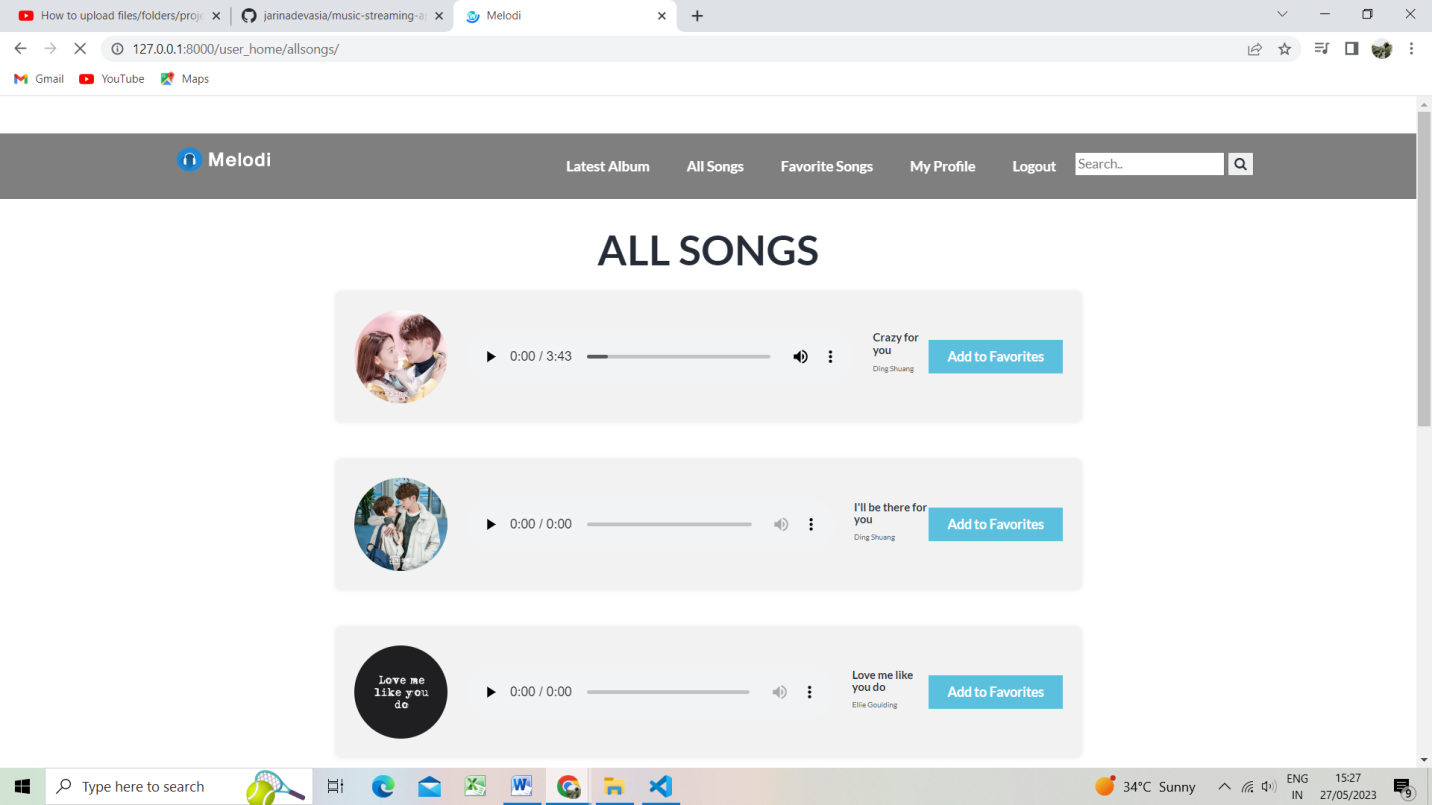 How to upload files/folders/proje
jarinadevasia/music-streaming-ap
Melodi
127.0.0.1:8000/user_home/allsongs/
Gmail
YouTube
Maps
Melodi
Latest Album
All Songs
Favorite Songs
My Profile
Logout
Search..
ALL SONGS
0:00 / 3:43
Crazy for
you
Ding Shuang
Add to Favorites
0:00 / 0:00
I'll be there for
you
Ding Shuang
Add to Favorites
Love me
like you
do
0:00 / 0:00
Love me like
you do
Ellie Goulding
Add to Favorites
Type here to search
34°C Sunny
ENG
IN
15:27
27/05/2023
9